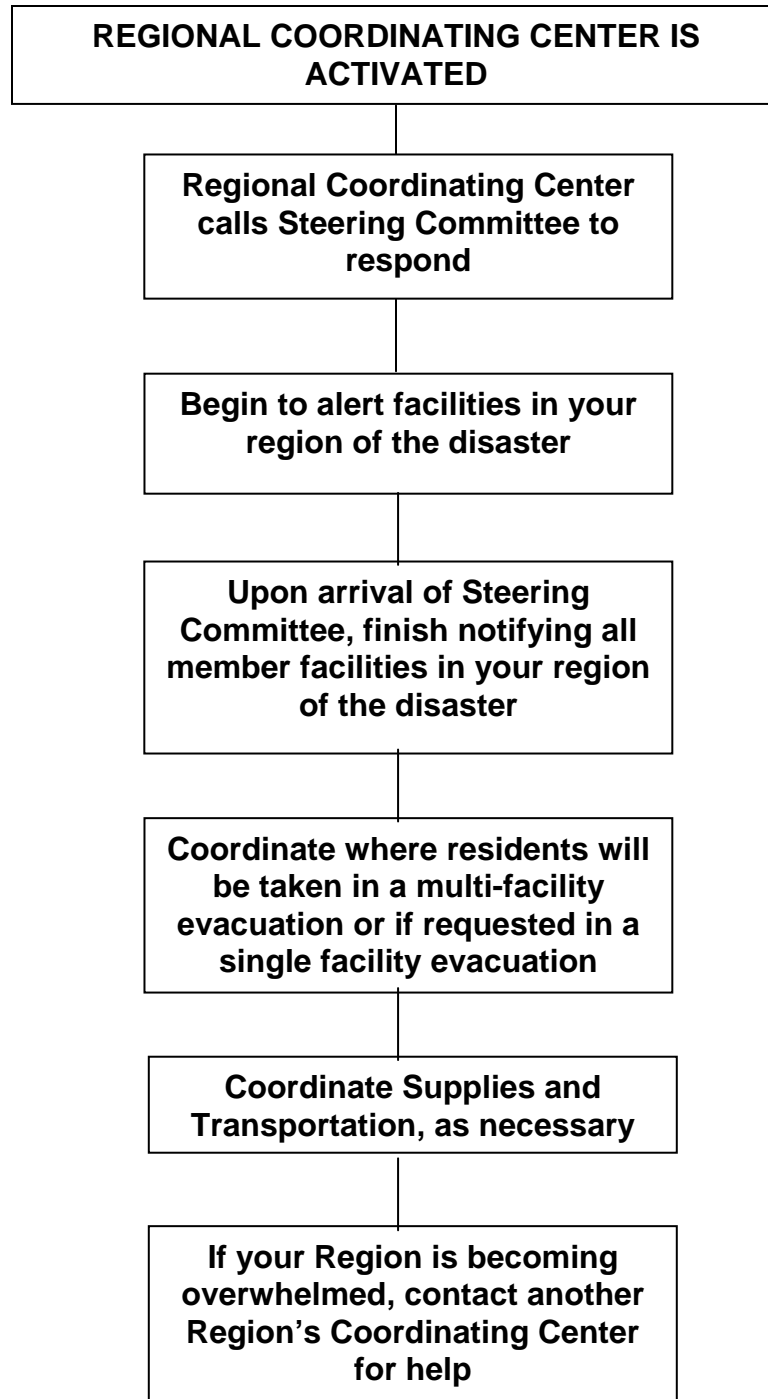 REGIONAL COORDINATING CENTER IS
ACTIVATED
Regional Coordinating Center
calls Steering Committee to
respond
Begin to alert facilities in your
region of the disaster
Upon arrival of Steering
Committee, finish notifying all
member facilities in your region
of the disaster
Coordinate where residents will
be taken in a multi-facility
evacuation or if requested in a
single facility evacuation
Coordinate Supplies and
Transportation, as necessary
If your Region is becoming
overwhelmed, contact another
Region’s Coordinating Center
for help